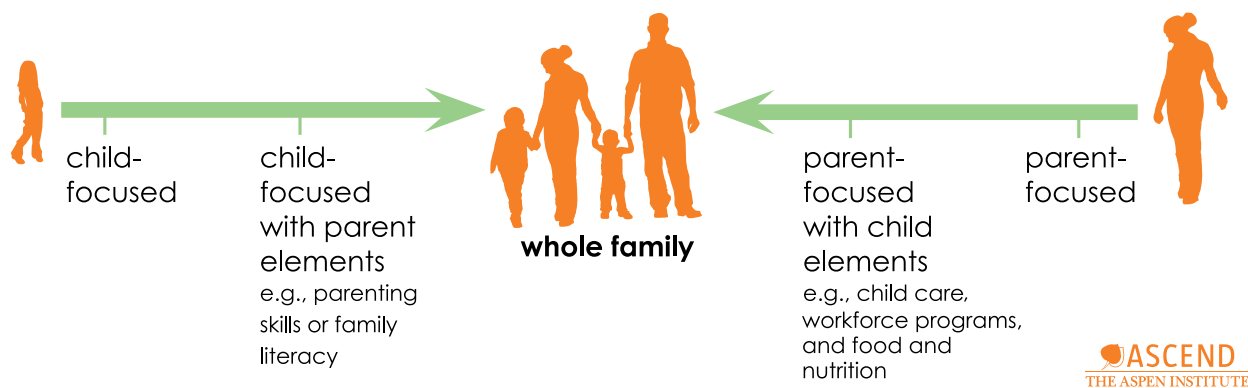 child-
focused
child-
focused
with parent
elements
e.g., parenting
skills or family
literacy
whole family
parent-
focused
with child
elements
e.g., child care,
workforce programs,
and food and
nutrition
parent-
focused
ASCEND
THE ASPEN INSTITUTE